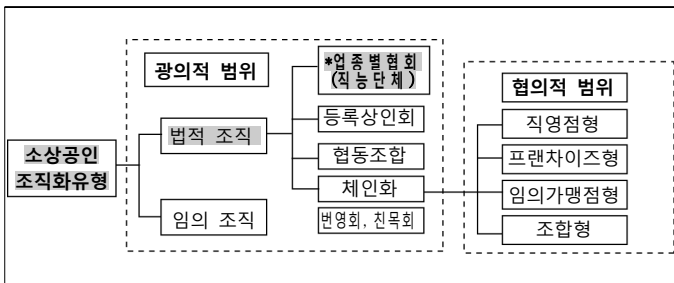 소상공인
조직화유형
광의적 범위
법적 조직
임의 조직
*업종별협회
(직능단체)
등록상인회
협동조합
체인화
번영회, 친목회
협의적 범위
직영점형
프랜차이즈형
임의가맹점형
조합형